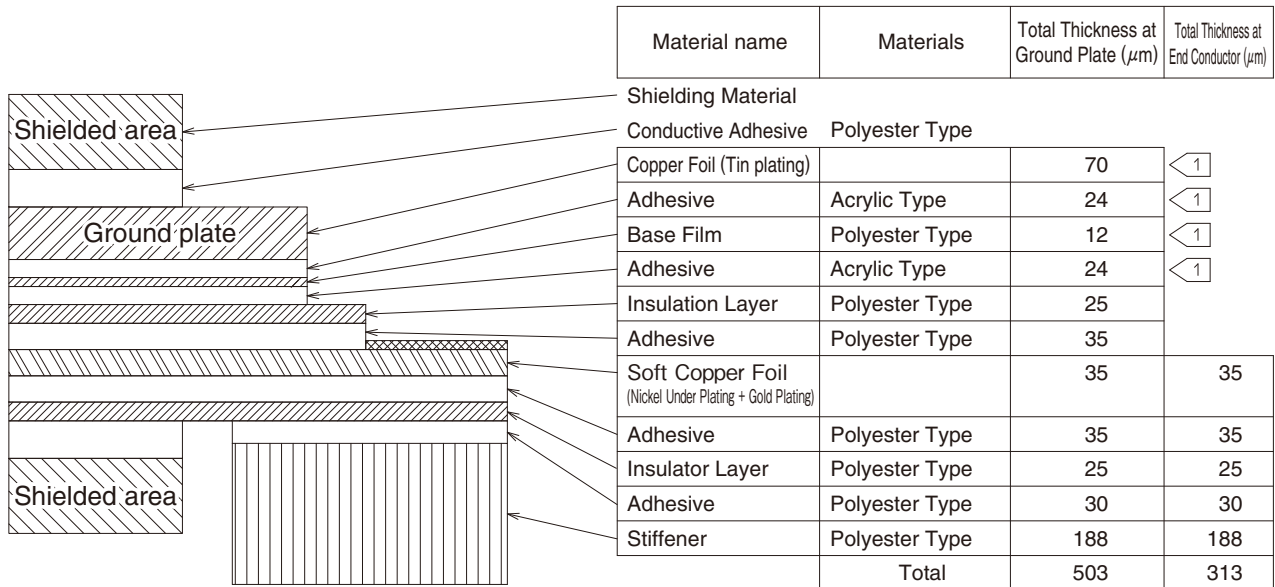 Material name Materials Total Thickness at Ground Plate (μm) Total Thickness at End Conductor (μm)
Shielding Material
Shielded area
Conductive Adhesive Polyester Type
Copper Foil (Tin plating) 70 1
Adhesive Acrylic Type 24 1
Ground plate
Base Film Polyester Type 12 1
Adhesive Acrylic Type 24 1
Insulation Layer Polyester Type 25
Adhesive Polyester Type 35
Soft Copper Foil 35 35
(Nickel Under Plating + Gold Plating)
Adhesive Polyester Type 35 35
Insulator Layer Polyester Type 25 25
Shielded area
Adhesive Polyester Type 30 30
Stiffener Polyester Type 188 188
Total 503 313